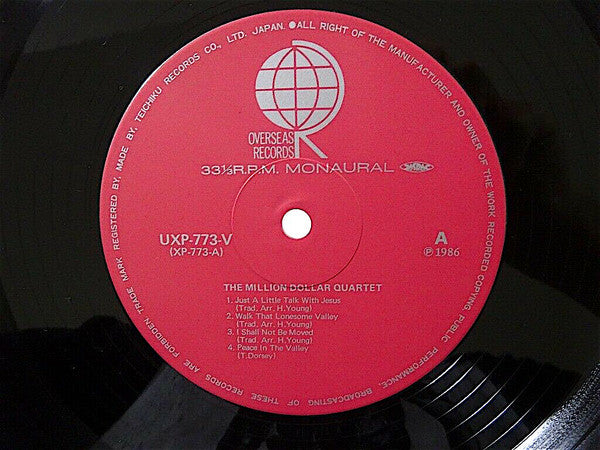 REGISTERED BY, MADE BY, TEICHIKU RECORDS CO., LTD. JAPAN. ●ALL RIGHT OF THE MANUFACTURER AND OWNER OF THE WORK RECORDED COPYING, PUBLIC PERFORMANCE, BROADCASTING OF THESE RECORDS ARE FORBIDDEN TRADE MARK
OVERSEAS
RECORDS
33⅓R.P.M. MONAURAL
UXP-773-V
(XP-773-A)
A
Ⓟ1986
THE MILLION DOLLAR QUARTET
1. Just A Little Talk With Jesus
(Trad. Arr. H.Young)
2. Walk That Lonesome Valley
(Trad. Arr. H.Young)
3. I Shall Not Be Moved
(Trad. Arr. H.Young)
4. Peace In The Valley
(T.Dorsey)